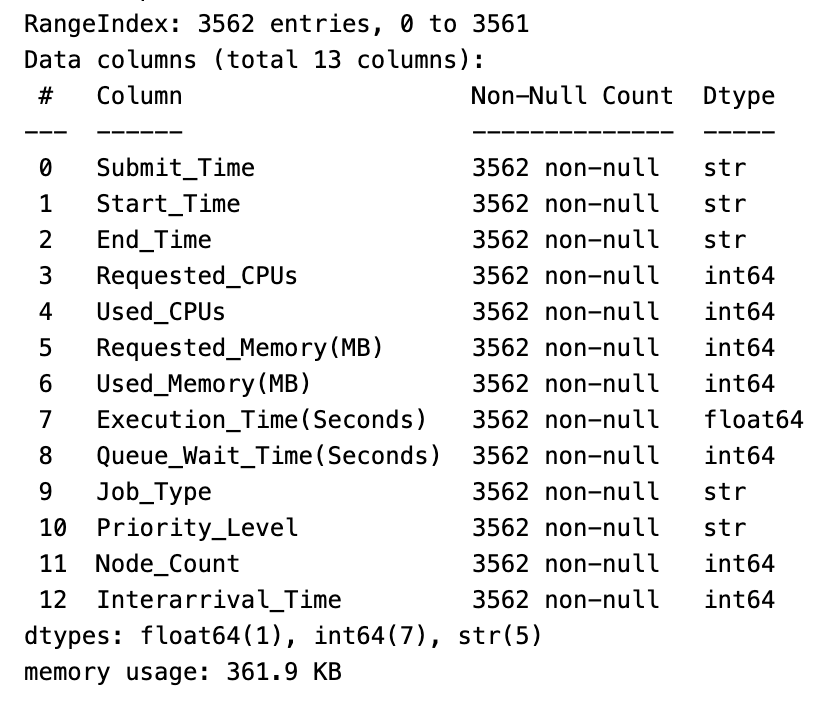 RangeIndex: 3562 entries, 0 to 3561
Data columns (total 13 columns):
 #   Column                   Non-Null Count  Dtype
---  ------                   --------------  -----
 0   Submit_Time              3562 non-null   str
 1   Start_Time               3562 non-null   str
 2   End_Time                 3562 non-null   str
 3   Requested_CPUs           3562 non-null   int64
 4   Used_CPUs                3562 non-null   int64
 5   Requested_Memory(MB)     3562 non-null   int64
 6   Used_Memory(MB)          3562 non-null   int64
 7   Execution_Time(Seconds)  3562 non-null   float64
 8   Queue_Wait_Time(Seconds) 3562 non-null   int64
 9   Job_Type                 3562 non-null   str
 10  Priority_Level           3562 non-null   str
 11  Node_Count               3562 non-null   int64
 12  Interarrival_Time        3562 non-null   int64
dtypes: float64(1), int64(7), str(5)
memory usage: 361.9 KB